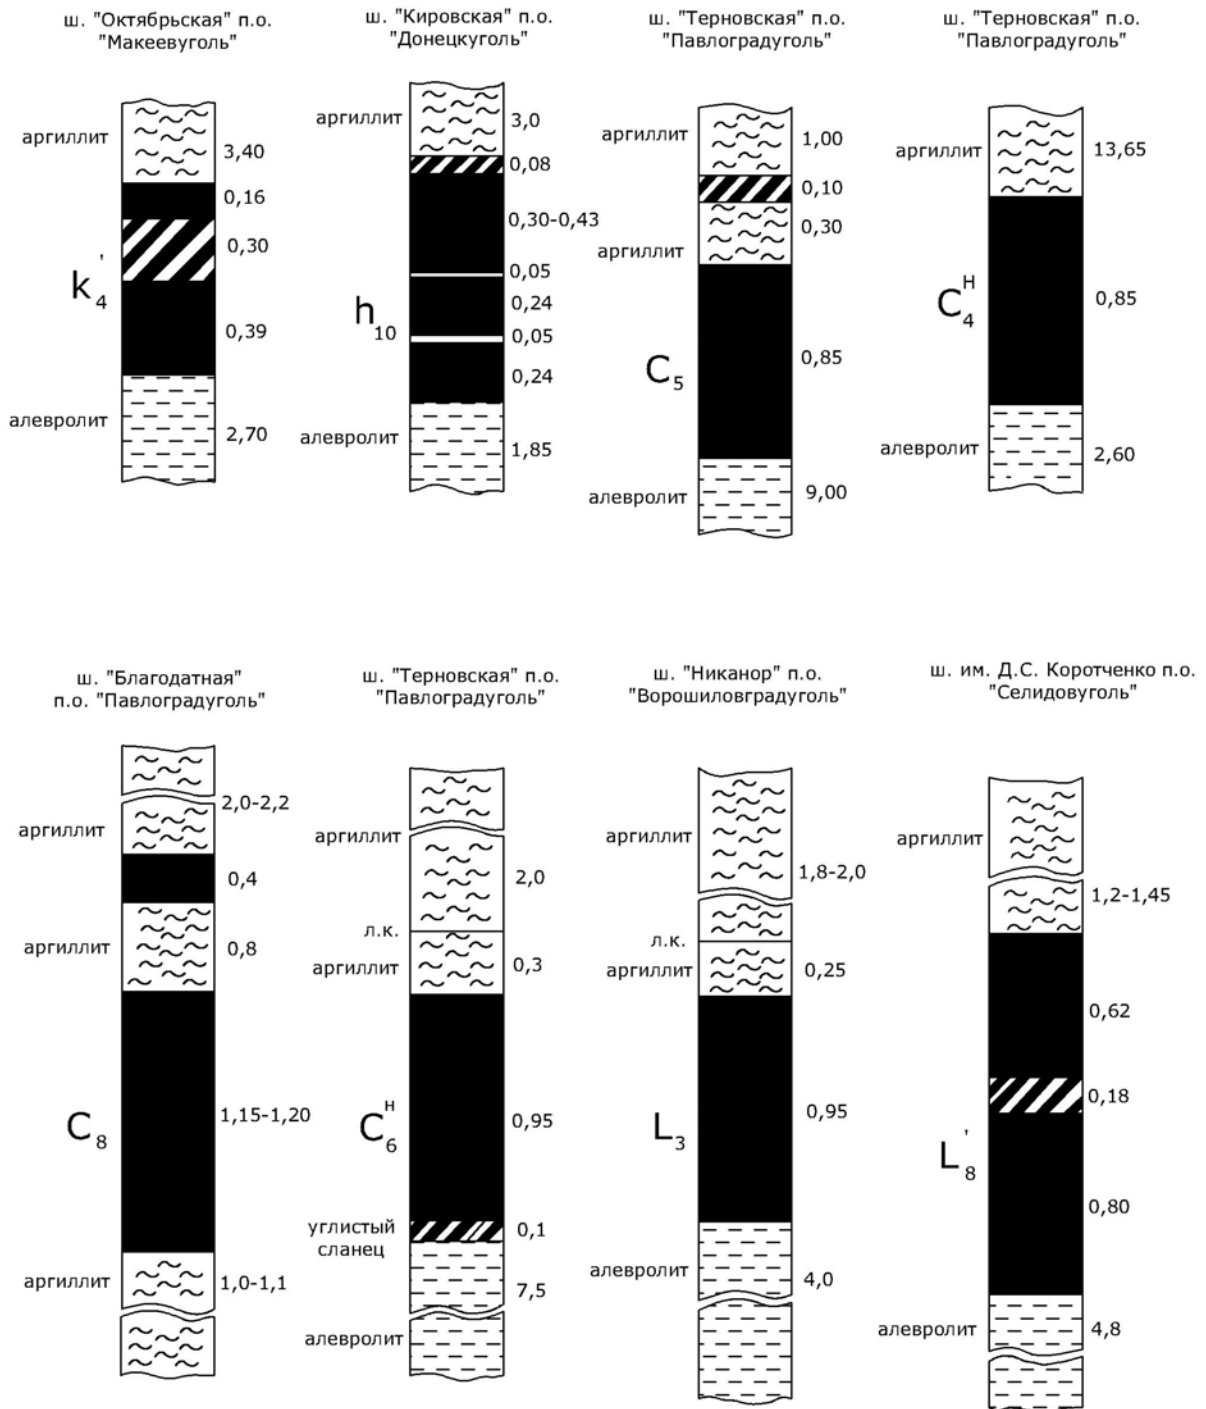 ш. "Октябрьская" п.о.
"Макеевуголь"
аргиллит
3,40
0,16
0,30
k₄'
0,39
алевролит
2,70
ш. "Кировская" п.о.
"Донецкуголь"
аргиллит
3,0
0,08
0,30-0,43
0,05
h₁₀
0,24
0,05
0,24
алевролит
1,85
ш. "Терновская" п.о.
"Павлоградуголь"
аргиллит
1,00
0,10
0,30
аргиллит
C₅
0,85
алевролит
9,00
ш. "Терновская" п.о.
"Павлоградуголь"
аргиллит
13,65
C₄ᴴ
0,85
алевролит
2,60
ш. "Благодатная"
п.о. "Павлоградуголь"
2,0-2,2
аргиллит
0,4
аргиллит
0,8
C₈
1,15-1,20
аргиллит
1,0-1,1
ш. "Терновская" п.о.
"Павлоградуголь"
аргиллит
2,0
л.к.
аргиллит
0,3
C₆ᴴ
0,95
углистый
сланец
0,1
7,5
алевролит
ш. "Никанор" п.о.
"Ворошиловградуголь"
аргиллит
1,8-2,0
л.к.
аргиллит
0,25
L₃
0,95
алевролит
4,0
ш. им. Д.С. Коротченко п.о.
"Селидовуголь"
аргиллит
1,2-1,45
0,62
0,18
L₈'
0,80
алевролит
4,8